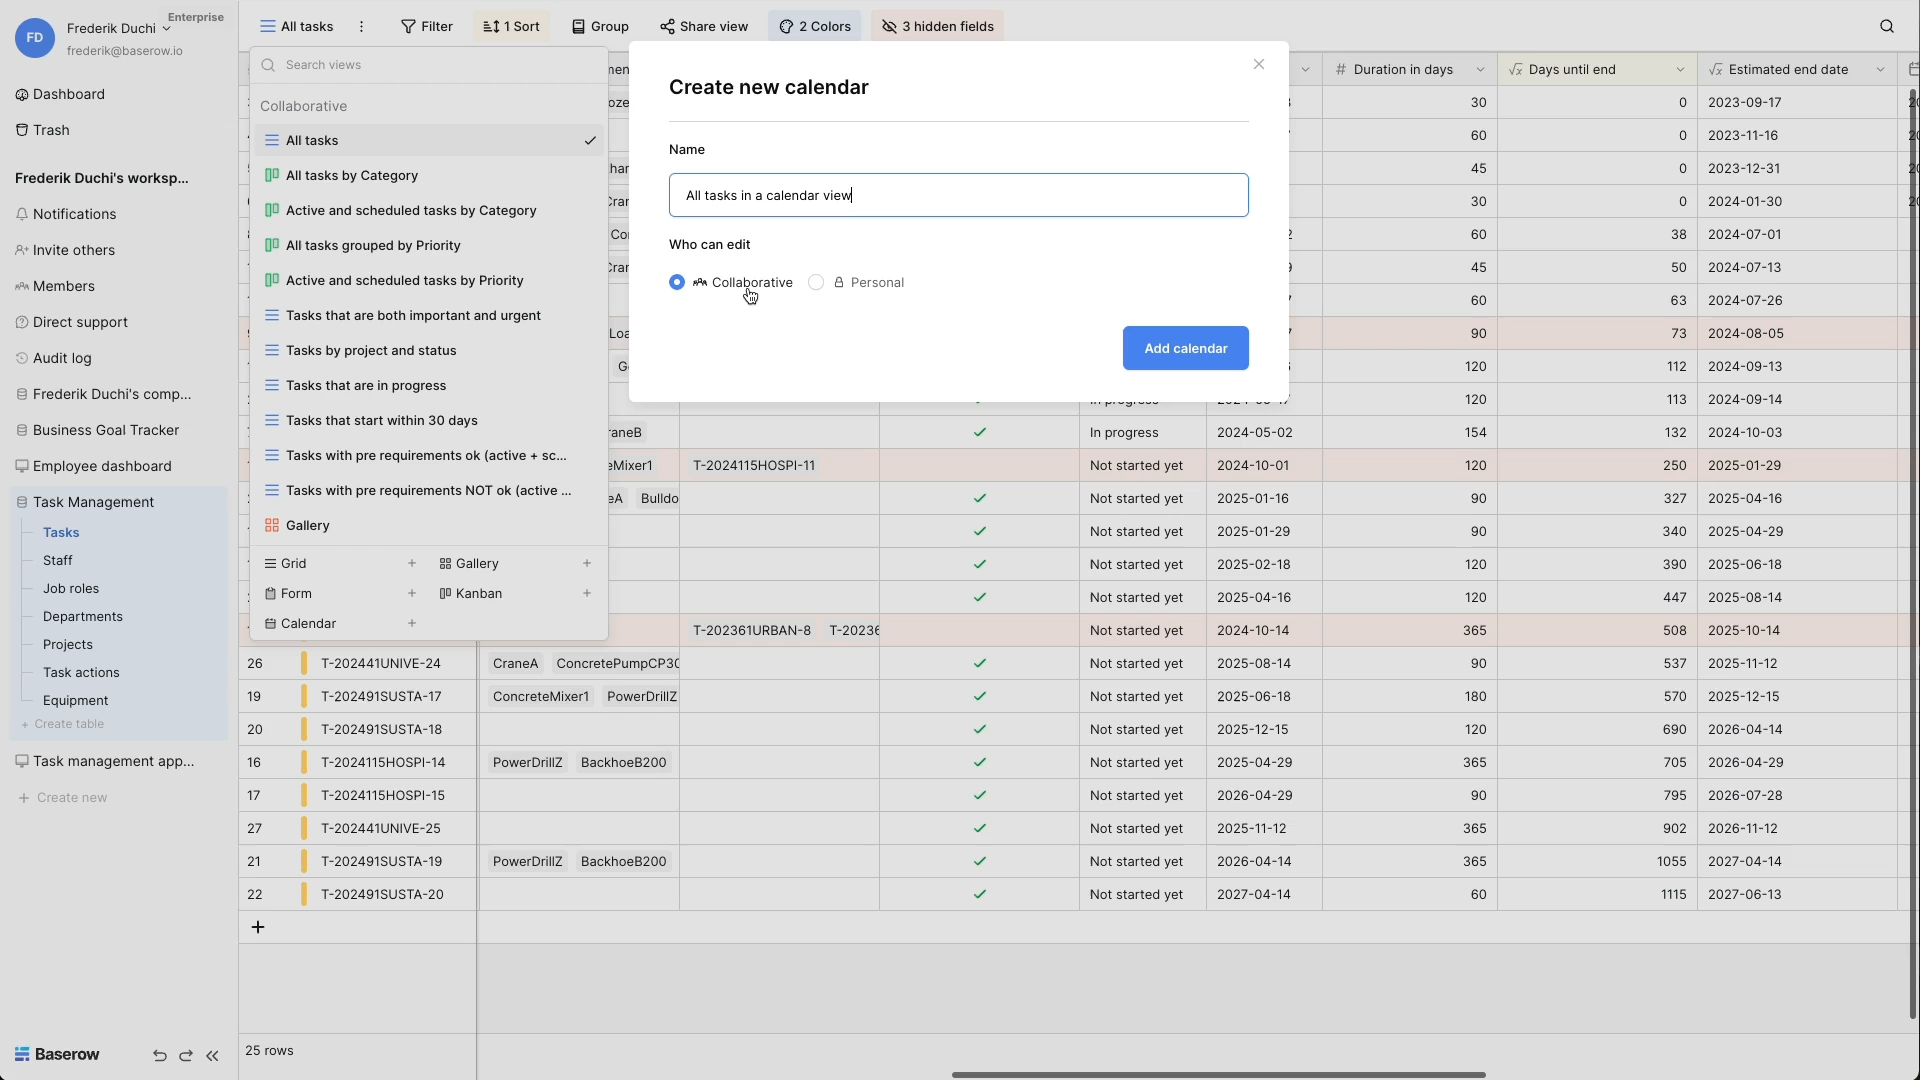 Enterprise
FD
Frederik Duchi
frederik@baserow.io
Dashboard
Trash
Frederik Duchi's worksp...
Notifications
Invite others
Members
Direct support
Audit log
Frederik Duchi's comp...
Business Goal Tracker
Employee dashboard
Task Management
Tasks
Staff
Job roles
Departments
Projects
Task actions
Equipment
+ Create table
Task management app...
+ Create new
Baserow
All tasks
Filter
1 Sort
Group
Share view
2 Colors
3 hidden fields
Search views
Collaborative
All tasks
All tasks by Category
Active and scheduled tasks by Category
All tasks grouped by Priority
Active and scheduled tasks by Priority
Tasks that are both important and urgent
Tasks by project and status
Tasks that are in progress
Tasks that start within 30 days
Tasks with pre requirements ok (active + sc...
Tasks with pre requirements NOT ok (active ...
Gallery
Grid + Gallery +
Form + Kanban +
Calendar +
Create new calendar
Name
All tasks in a calendar view
Who can edit
Collaborative Personal
Add calendar
# Duration in days Days until end Estimated end date
30 0 2023-09-17
60 0 2023-11-16
45 0 2023-12-31
30 0 2024-01-30
60 38 2024-07-01
45 50 2024-07-13
60 63 2024-07-26
90 73 2024-08-05
120 112 2024-09-13
120 113 2024-09-14
raneB In progress 2024-05-02 154 132 2024-10-03
eMixer1 T-2024115HOSPI-11 Not started yet 2024-10-01 120 250 2025-01-29
eA Bulldo Not started yet 2025-01-16 90 327 2025-04-16
Not started yet 2025-01-29 90 340 2025-04-29
Not started yet 2025-02-18 120 390 2025-06-18
Not started yet 2025-04-16 120 447 2025-08-14
T-202361URBAN-8 T-20236 Not started yet 2024-10-14 365 508 2025-10-14
26 T-202441UNIVE-24 CraneA ConcretePumpCP30 Not started yet 2025-08-14 90 537 2025-11-12
19 T-202491SUSTA-17 ConcreteMixer1 PowerDrillZ Not started yet 2025-06-18 180 570 2025-12-15
20 T-202491SUSTA-18 Not started yet 2025-12-15 120 690 2026-04-14
16 T-2024115HOSPI-14 PowerDrillZ BackhoeB200 Not started yet 2025-04-29 365 705 2026-04-29
17 T-2024115HOSPI-15 Not started yet 2026-04-29 90 795 2026-07-28
27 T-202441UNIVE-25 Not started yet 2025-11-12 365 902 2026-11-12
21 T-202491SUSTA-19 PowerDrillZ BackhoeB200 Not started yet 2026-04-14 365 1055 2027-04-14
22 T-202491SUSTA-20 Not started yet 2027-04-14 60 1115 2027-06-13
+
25 rows